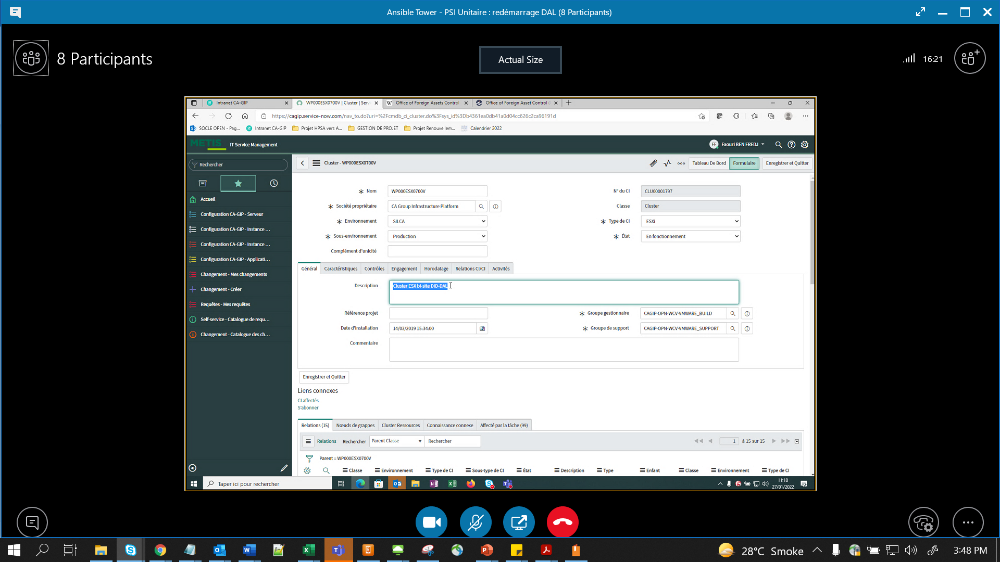 Ansible Tower - PSI Unitaire : redémarrage DAL (8 Participants)
8 Participants
Actual Size
16:21
Intranet CA-GIP
WP000ESX0700V | Cluster | Servi
Office of Foreign Assets Control
Office of Foreign Asset Control (
https://cagip.service-now.com/nav_to.do?uri=%2Fcmdb_ci_cluster.do%3Fsys_id%3Db4361ea0db41a0d04cc626c2ca96191d
SOCLE OPEN - Pag...
Intranet CA-GIP
Projet HPSA vers A...
GESTION DE PROJET
Projet Renouvellem...
Calendrier 2022
METIS
IT Service Management
FF
Faouzi BEN FREDJ
Rechercher
Cluster - WP000ESX0700V
Tableau De Bord
Formulaire
Enregistrer et Quitter
Accueil
Configuration CA-GIP - Serveur
Configuration CA-GIP - Instance ...
Configuration CA-GIP - Instance ...
Configuration CA-GIP - Applicati...
Changement - Mes changements
Changement - Créer
Requêtes - Mes requêtes
Self-service - Catalogue de requ...
Changement - Catalogue des ch...
Nom
WP000ESX0700V
N° du CI
CLU00001797
Société propriétaire
CA Group Infrastructure Platform
Classe
Cluster
Environnement
SILCA
Type de CI
ESXi
Sous-environnement
Production
État
En fonctionnement
Complément d'unicité
Général
Caractéristiques
Contrôles
Engagement
Horodatage
Relations CI/CI
Activités
Description
Cluster ESX bi-site DID-DAL
Référence projet
Groupe gestionnaire
CAGIP-OPN-WCV-VMWARE_BUILD
Date d'installation
14/03/2019 15:34:00
Groupe de support
CAGIP-OPN-WCV-VMWARE_SUPPORT
Commentaire
Enregistrer et Quitter
Liens connexes
CI affectés
S'abonner
Relations (15)
Nœuds de grappes
Cluster Ressources
Connaissance connexe
Affecté par la tâche (99)
Relations
Rechercher
Parent Classe
Rechercher
1
à 15 sur 15
Parent = WP000ESX0700V
Classe
Environnement
Type de CI
Sous-type de CI
État
Description
Type
Enfant
Classe
Environnement
Type de CI
Taper ici pour rechercher
11:18
27/01/2022
28°C Smoke
3:48 PM